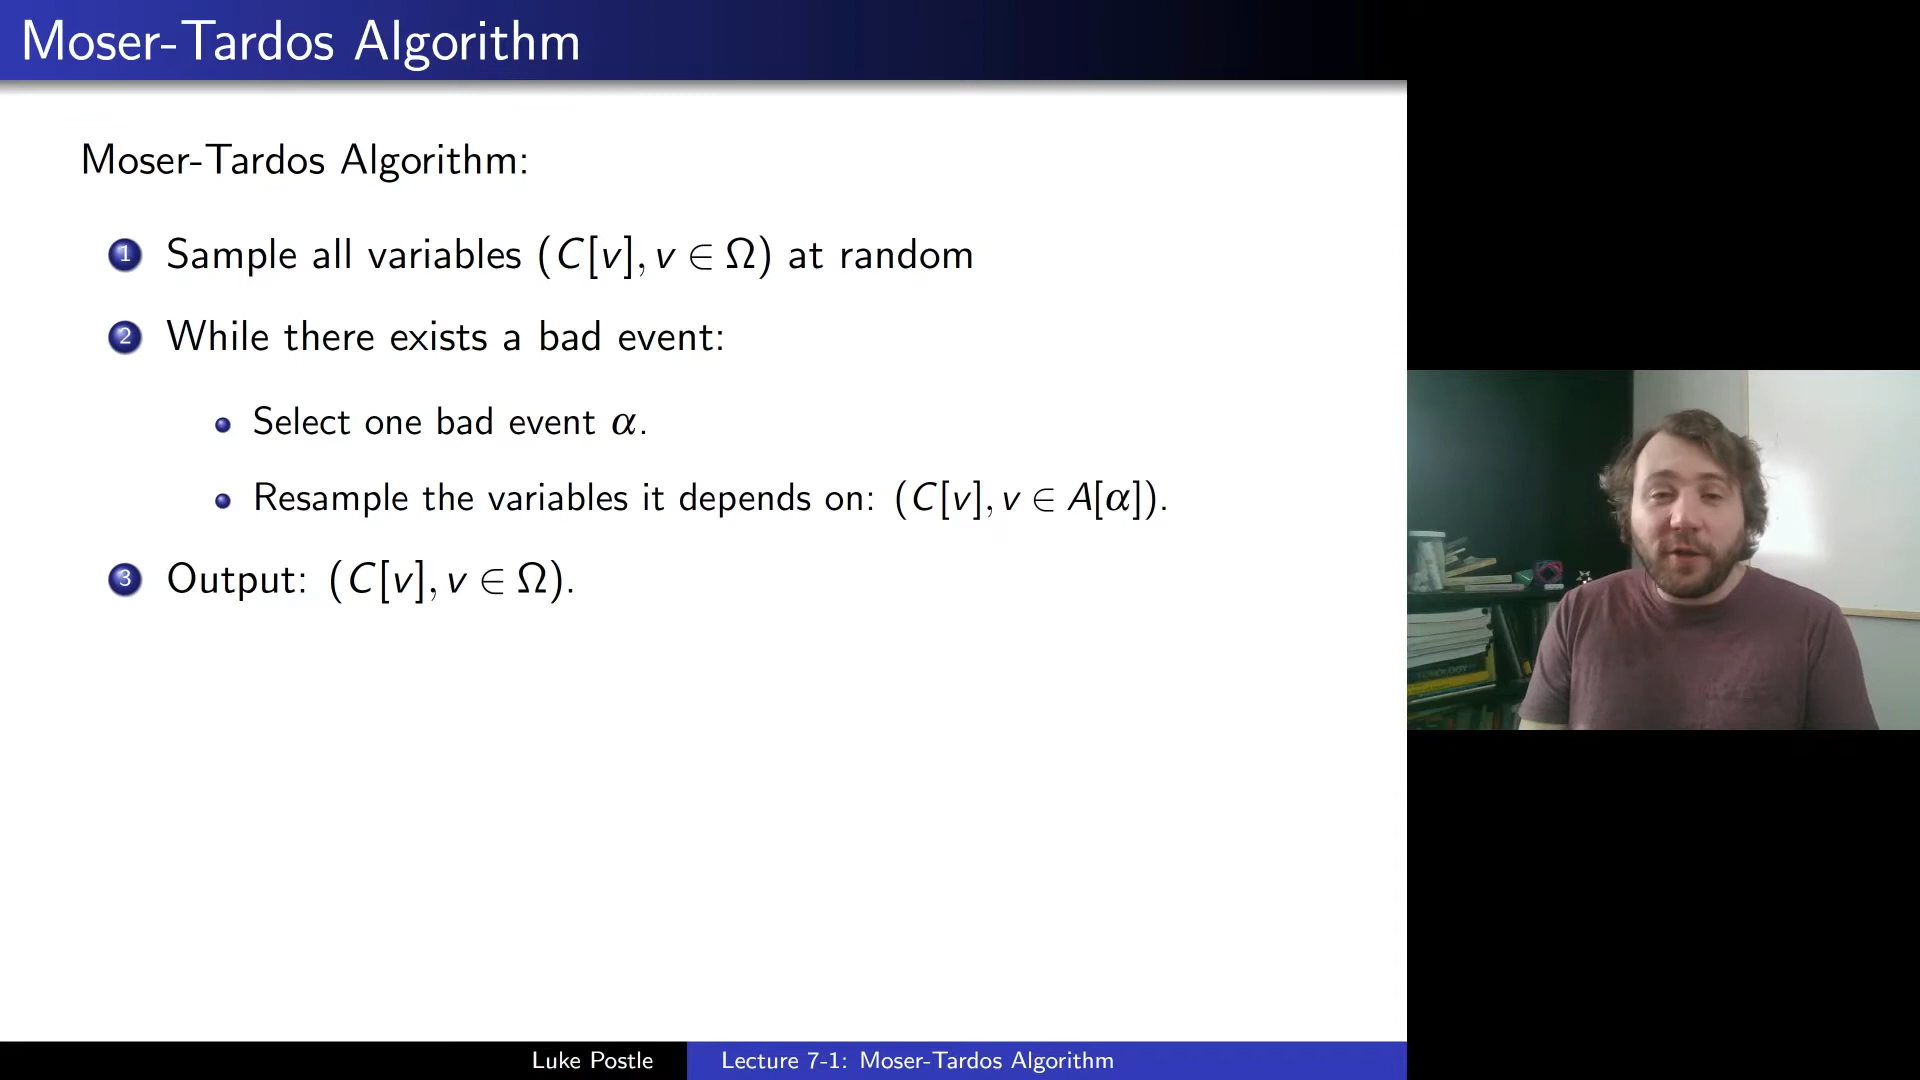 Moser-Tardos Algorithm
Moser-Tardos Algorithm:
1 Sample all variables (C[v], v ∈ Ω) at random
2 While there exists a bad event:
• Select one bad event α.
• Resample the variables it depends on: (C[v], v ∈ A[α]).
3 Output: (C[v], v ∈ Ω).
TOPOLOGY
Luke Postle
Lecture 7-1: Moser-Tardos Algorithm